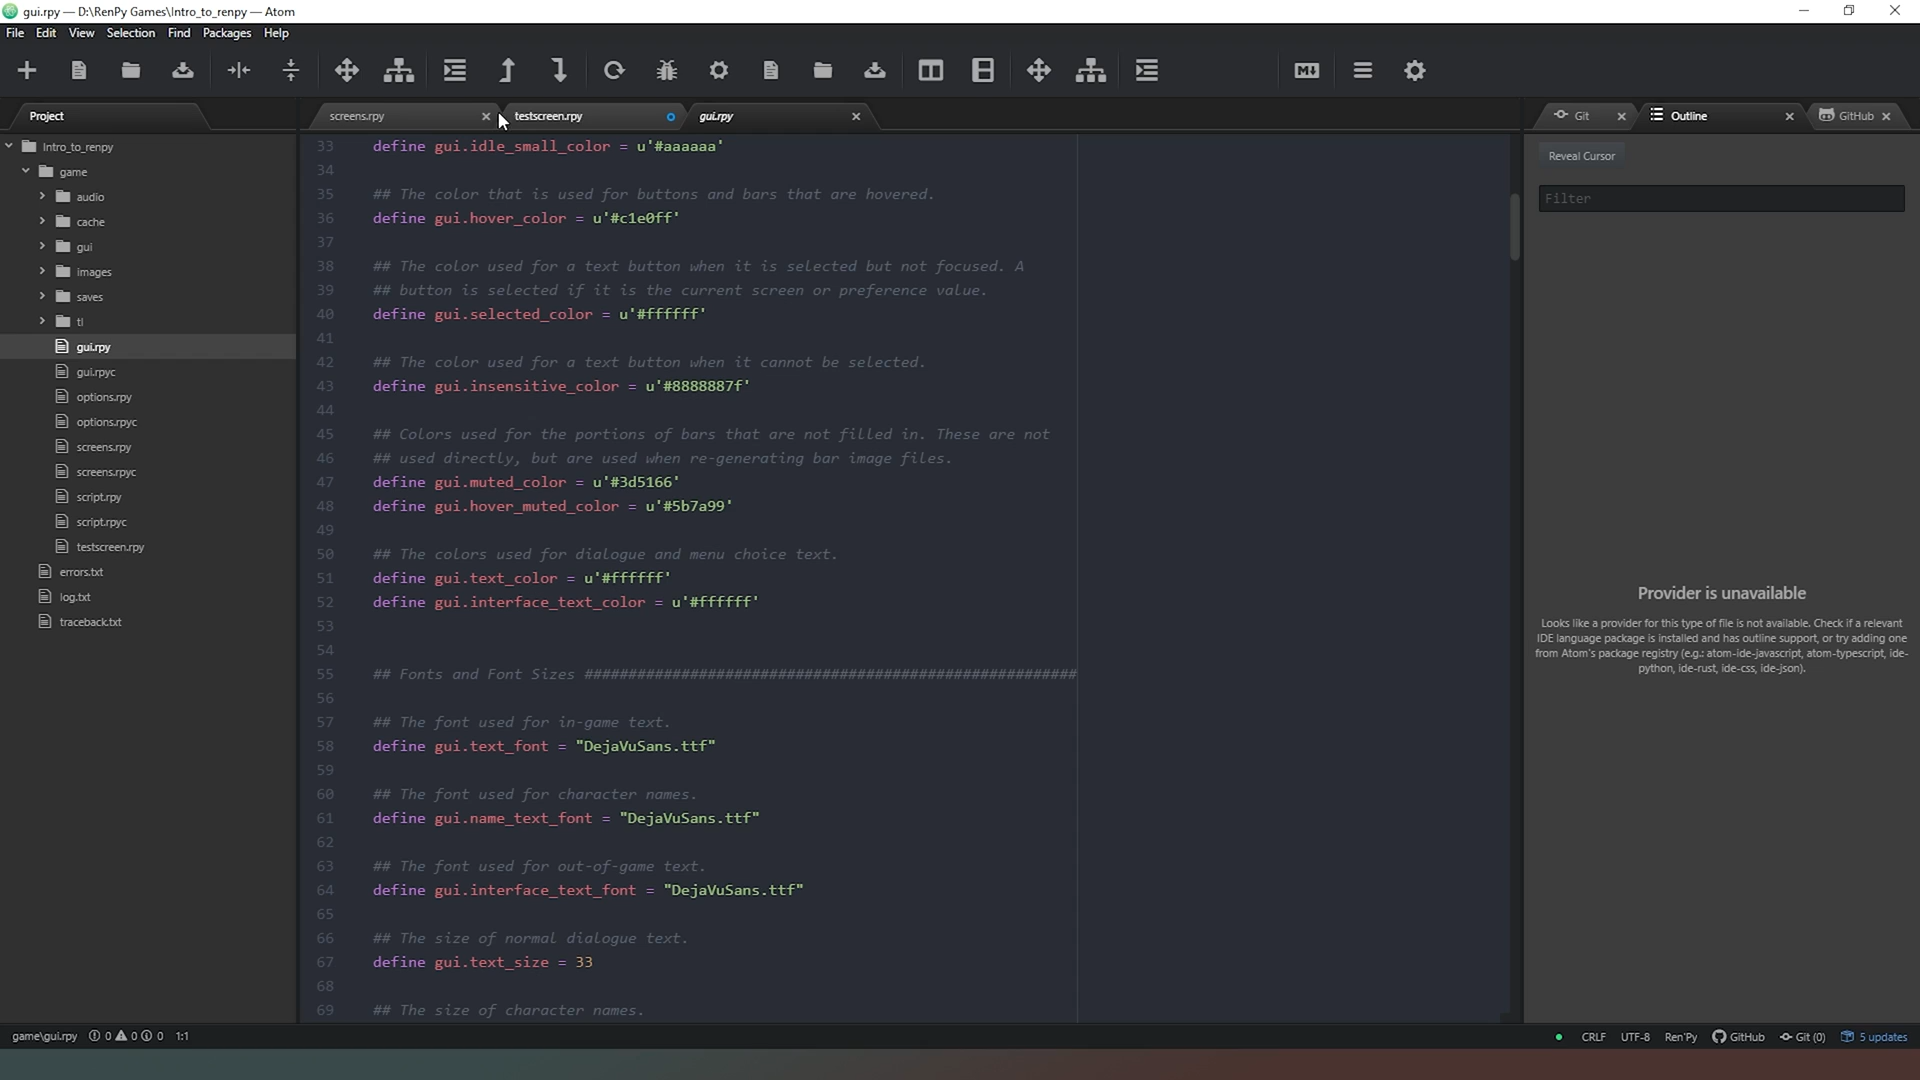 gui.rpy — D:\RenPy Games\Intro_to_renpy — Atom
File Edit View Selection Find Packages Help
Project
screens.rpy
testscreen.rpy
gui.rpy
Git
Outline
GitHub
Intro_to_renpy
game
audio
cache
gui
images
saves
tl
gui.rpy
gui.rpyc
options.rpy
options.rpyc
screens.rpy
screens.rpyc
script.rpy
script.rpyc
testscreen.rpy
errors.txt
log.txt
traceback.txt
33 define gui.idle_small_color = u'#aaaaaa'
34
35 ## The color that is used for buttons and bars that are hovered.
36 define gui.hover_color = u'#c1e0ff'
37
38 ## The color used for a text button when it is selected but not focused. A
39 ## button is selected if it is the current screen or preference value.
40 define gui.selected_color = u'#ffffff'
41
42 ## The color used for a text button when it cannot be selected.
43 define gui.insensitive_color = u'#8888887f'
44
45 ## Colors used for the portions of bars that are not filled in. These are not
46 ## used directly, but are used when re-generating bar image files.
47 define gui.muted_color = u'#3d5166'
48 define gui.hover_muted_color = u'#5b7a99'
49
50 ## The colors used for dialogue and menu choice text.
51 define gui.text_color = u'#ffffff'
52 define gui.interface_text_color = u'#ffffff'
53
54
55 ## Fonts and Font Sizes ########################################################
56
57 ## The font used for in-game text.
58 define gui.text_font = "DejaVuSans.ttf"
59
60 ## The font used for character names.
61 define gui.name_text_font = "DejaVuSans.ttf"
62
63 ## The font used for out-of-game text.
64 define gui.interface_text_font = "DejaVuSans.ttf"
65
66 ## The size of normal dialogue text.
67 define gui.text_size = 33
68
69 ## The size of character names.
Reveal Cursor
Filter
Provider is unavailable
Looks like a provider for this type of file is not available. Check if a relevant
IDE language package is installed and has outline support, or try adding one
from Atom's package registry (e.g.: atom-ide-javascript, atom-typescript, ide-
python, ide-rust, ide-css, ide-json).
game\gui.rpy 0 0 0 1:1
CRLF UTF-8 Ren'Py GitHub Git (0) 5 updates